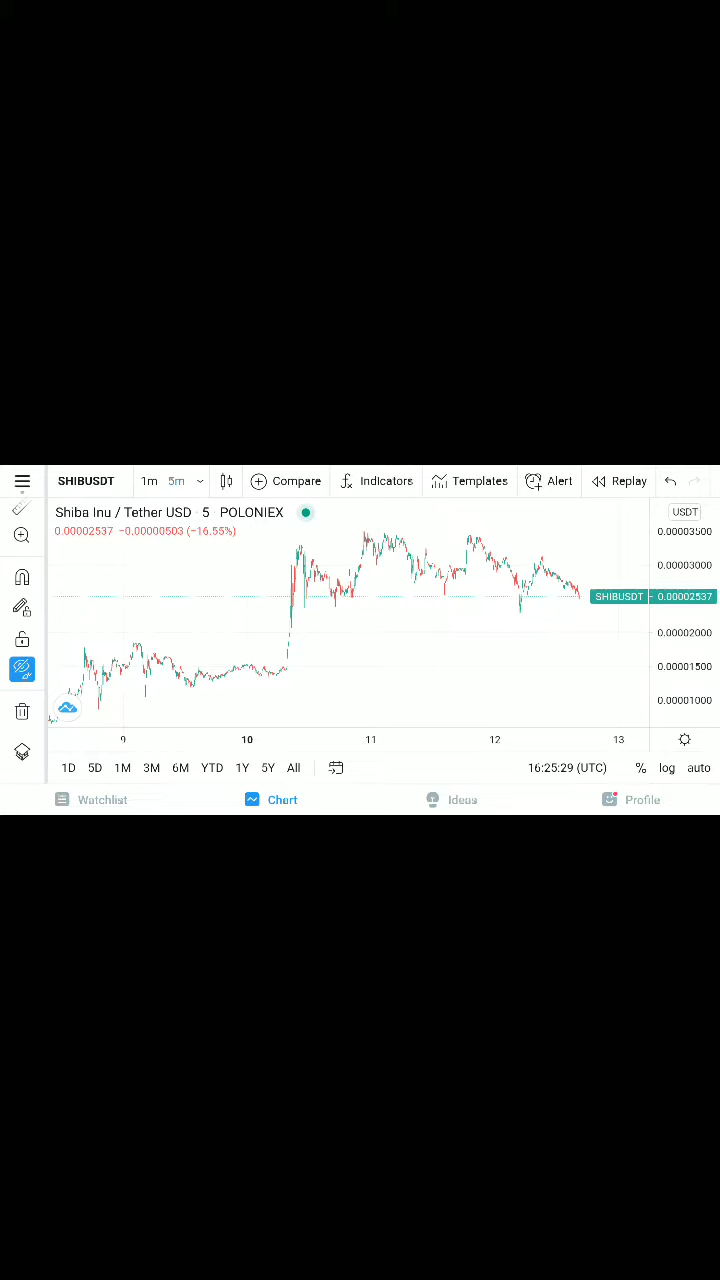 SHIBUSDT 1m 5m Compare Indicators Templates Alert Replay
Shiba Inu / Tether USD · 5 · POLONIEX
0.00002537 −0.00000503 (−16.55%)
USDT
0.00003500
0.00003000
SHIBUSDT 0.00002537
0.00002000
0.00001500
0.00001000
9 10 11 12 13
1D 5D 1M 3M 6M YTD 1Y 5Y All 16:25:29 (UTC) % log auto
Watchlist Chart Ideas Profile